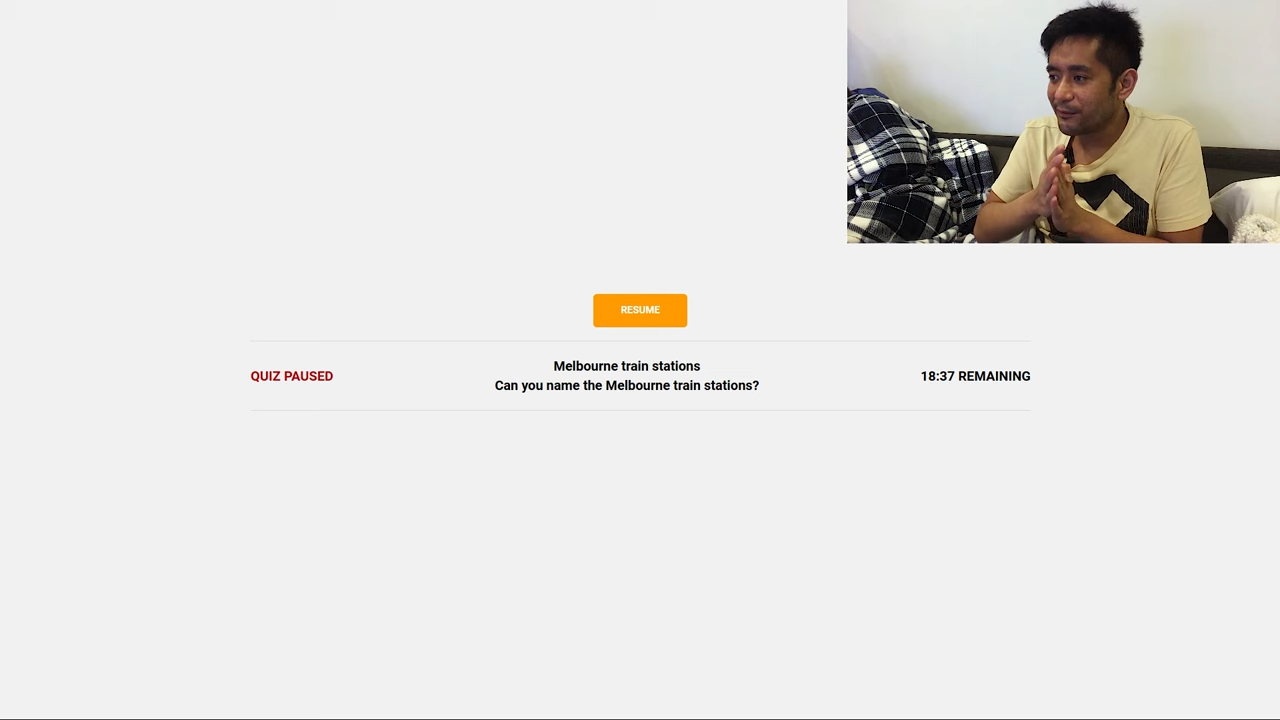 RESUME
QUIZ PAUSED
Melbourne train stations
Can you name the Melbourne train stations?
18:37 REMAINING